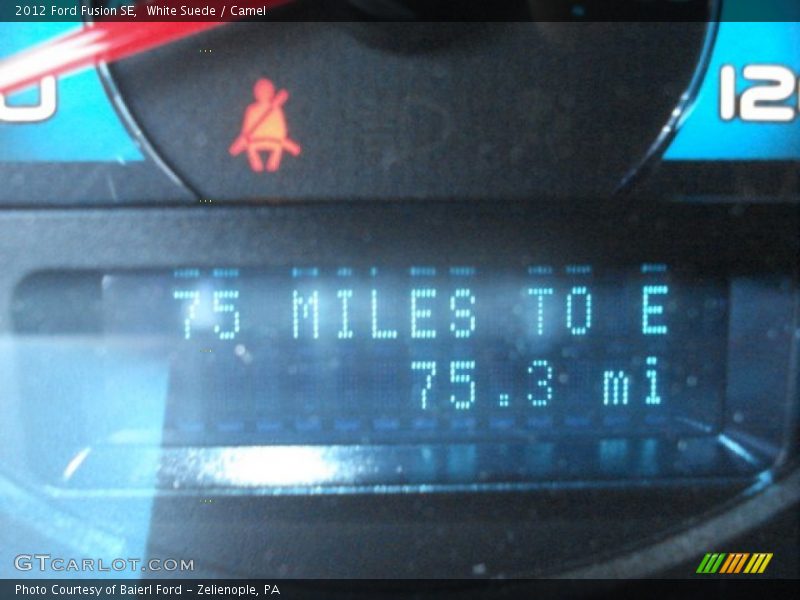 2012 Ford Fusion SE, White Suede / Camel
75 MILES TO E
75.3 mi
GTCARLOT.COM
Photo Courtesy of Baierl Ford – Zelienople, PA